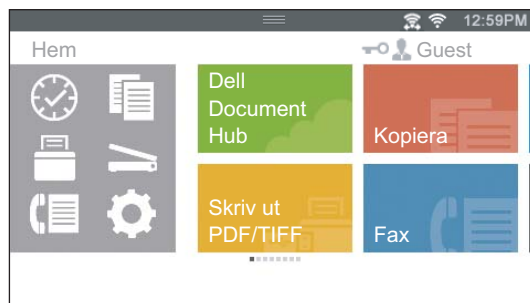 12:59PM
Hem
Guest
Dell
Document
Hub
Kopiera
Skriv ut
PDF/TIFF
Fax